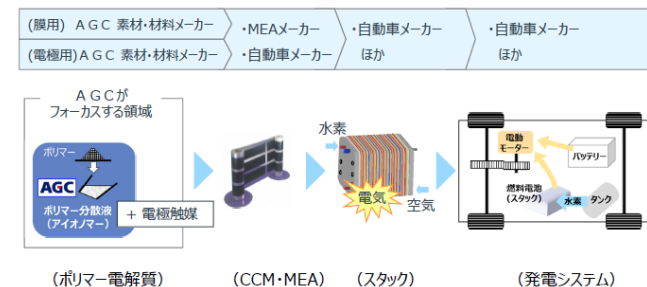 (膜用) AGC 素材・材料メーカー
(電極用)AGC 素材・材料メーカー
・MEAメーカー
・自動車メーカー
・自動車メーカー
ほか
・自動車メーカー
ほか
AGCが
フォーカスする領域
ポリマー
AGC
ポリマー分散液
(アイオノマー)
+ 電極触媒
水素
電気
空気
電動
モーター
バッテリー
燃料電池
(スタック)
水素
タンク
(ポリマー電解質)
(CCM・MEA)
(スタック)
(発電システム)